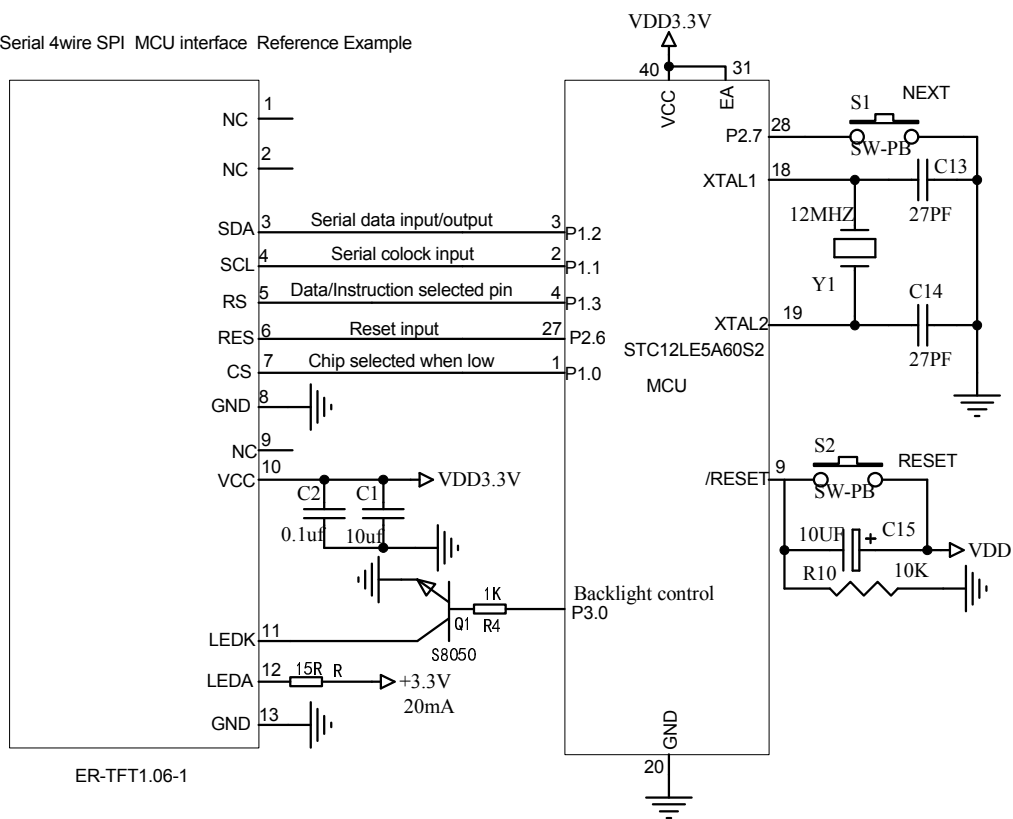 Serial 4wire SPI MCU interface Reference Example
VDD3.3V
40
31
VCC
EA
NC
1
NC
2
SDA
3
Serial data input/output
3
P1.2
SCL
4
Serial colock input
2
P1.1
RS
5
Data/Instruction selected pin
4
P1.3
RES
6
Reset input
27
P2.6
CS
7
Chip selected when low
1
P1.0
GND
8
NC
9
VCC
10
VDD3.3V
C2
C1
0.1uf
10uf
1K
R4
Q1
S8050
Backlight control
P3.0
LEDK
11
LEDA
12
15R R
+3.3V
20mA
GND
13
ER-TFT1.06-1
S1
NEXT
P2.7
28
SW-PB
XTAL1
18
C13
12MHZ
27PF
Y1
C14
XTAL2
19
27PF
STC12LE5A60S2
MCU
S2
RESET
/RESET
9
SW-PB
10UF
+
C15
VDD
R10
10K
GND
20